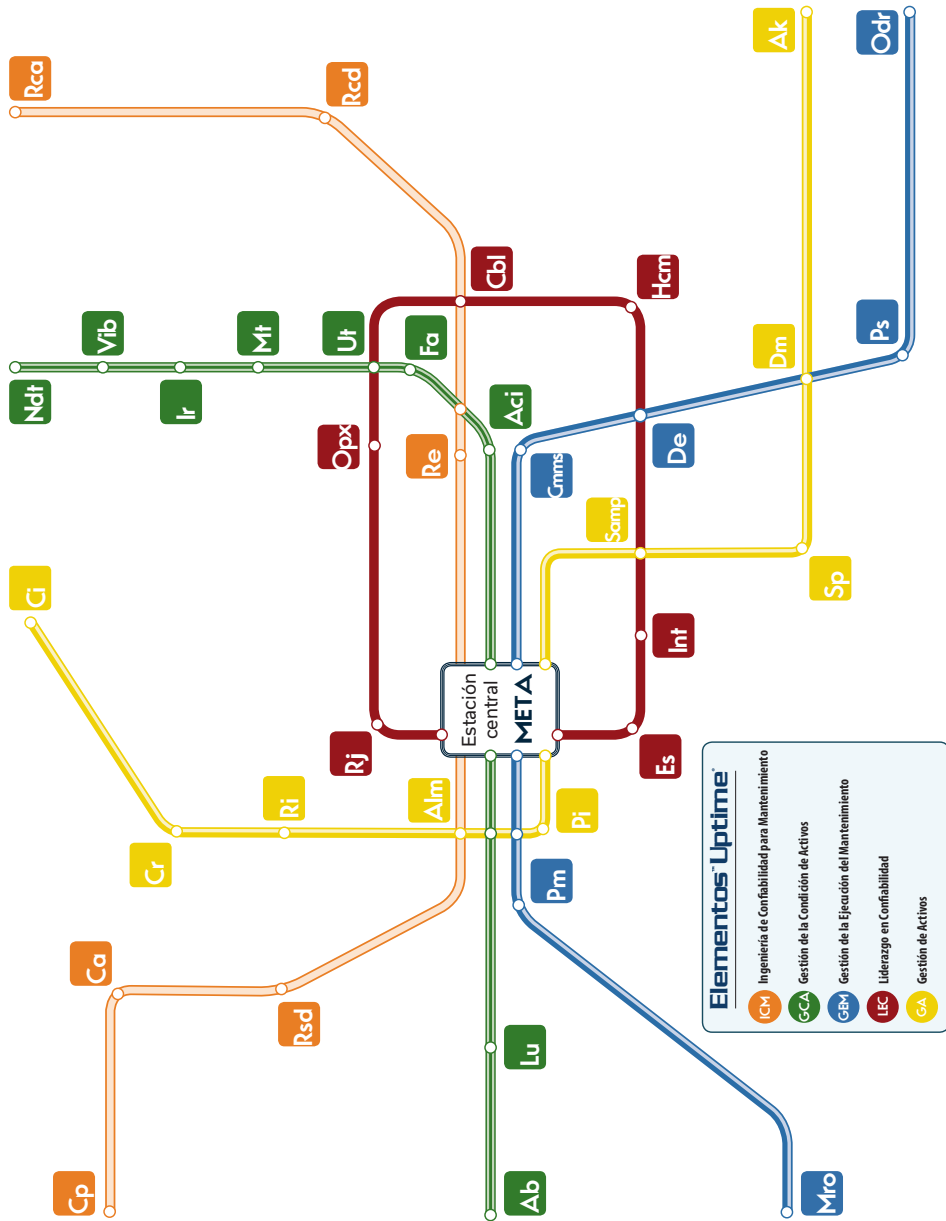 Ci
Ndt
Rca
Cp
Ca
Vib
Cr
Ir
Mt
Rsd
Ri
Rj
Opx
Ut
Rcd
Alm
Re
Fa
Estación
central
META
Aci
Cbl
Ab
Lu
Pm
Cmms
Pi
Samp
Es
Int
De
Hcm
Dm
Ak
Mro
Sp
Ps
Odr
Elementos™ Uptime®
ICM Ingeniería de Confiabilidad para Mantenimiento
GCA Gestión de la Condición de Activos
GEM Gestión de la Ejecución del Mantenimiento
LEC Liderazgo en Confiabilidad
GA Gestión de Activos